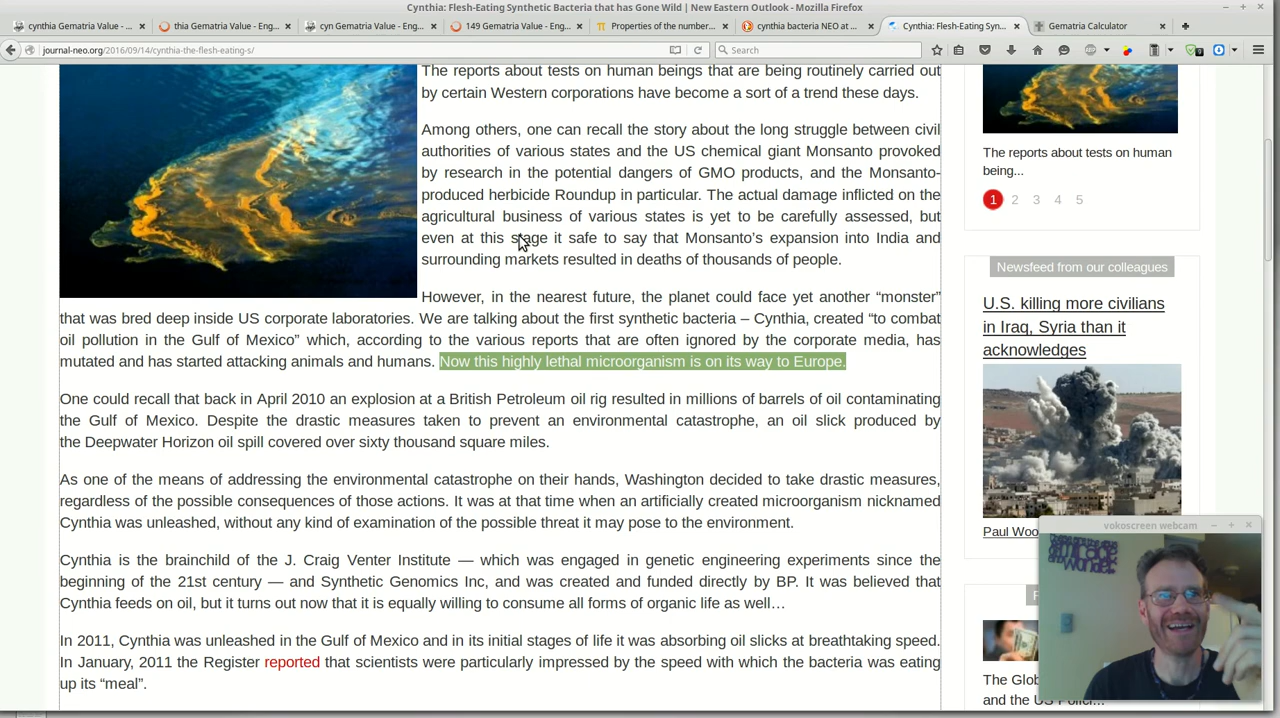 Cynthia: Flesh-Eating Synthetic Bacteria that has Gone Wild | New Eastern Outlook - Mozilla Firefox
cynthia Gematria Value - ...
thia Gematria Value - Eng...
cyn Gematria Value - Eng...
149 Gematria Value - Eng...
Properties of the number...
cynthia bacteria NEO at ...
Cynthia: Flesh-Eating Syn...
Gematria Calculator
journal-neo.org/2016/09/14/cynthia-the-flesh-eating-s/
Search
The reports about tests on human beings that are being routinely carried out
by certain Western corporations have become a sort of a trend these days.
Among others, one can recall the story about the long struggle between civil
authorities of various states and the US chemical giant Monsanto provoked
by research in the potential dangers of GMO products, and the Monsanto-
produced herbicide Roundup in particular. The actual damage inflicted on the
agricultural business of various states is yet to be carefully assessed, but
even at this stage it safe to say that Monsanto’s expansion into India and
surrounding markets resulted in deaths of thousands of people.
However, in the nearest future, the planet could face yet another “monster”
that was bred deep inside US corporate laboratories. We are talking about the first synthetic bacteria – Cynthia, created “to combat
oil pollution in the Gulf of Mexico” which, according to the various reports that are often ignored by the corporate media, has
mutated and has started attacking animals and humans. Now this highly lethal microorganism is on its way to Europe.
One could recall that back in April 2010 an explosion at a British Petroleum oil rig resulted in millions of barrels of oil contaminating
the Gulf of Mexico. Despite the drastic measures taken to prevent an environmental catastrophe, an oil slick produced by
the Deepwater Horizon oil spill covered over sixty thousand square miles.
As one of the means of addressing the environmental catastrophe on their hands, Washington decided to take drastic measures,
regardless of the possible consequences of those actions. It was at that time when an artificially created microorganism nicknamed
Cynthia was unleashed, without any kind of examination of the possible threat it may pose to the environment.
Cynthia is the brainchild of the J. Craig Venter Institute — which was engaged in genetic engineering experiments since the
beginning of the 21st century — and Synthetic Genomics Inc, and was created and funded directly by BP. It was believed that
Cynthia feeds on oil, but it turns out now that it is equally willing to consume all forms of organic life as well…
In 2011, Cynthia was unleashed in the Gulf of Mexico and in its initial stages of life it was absorbing oil slicks at breathtaking speed.
In January, 2011 the Register reported that scientists were particularly impressed by the speed with which the bacteria was eating
up its “meal”.
The reports about tests on human
being...
1 2 3 4 5
Newsfeed from our colleagues
U.S. killing more civilians
in Iraq, Syria than it
acknowledges
Paul Woo
vokoscreen webcam
The Glob
and the US Polici...